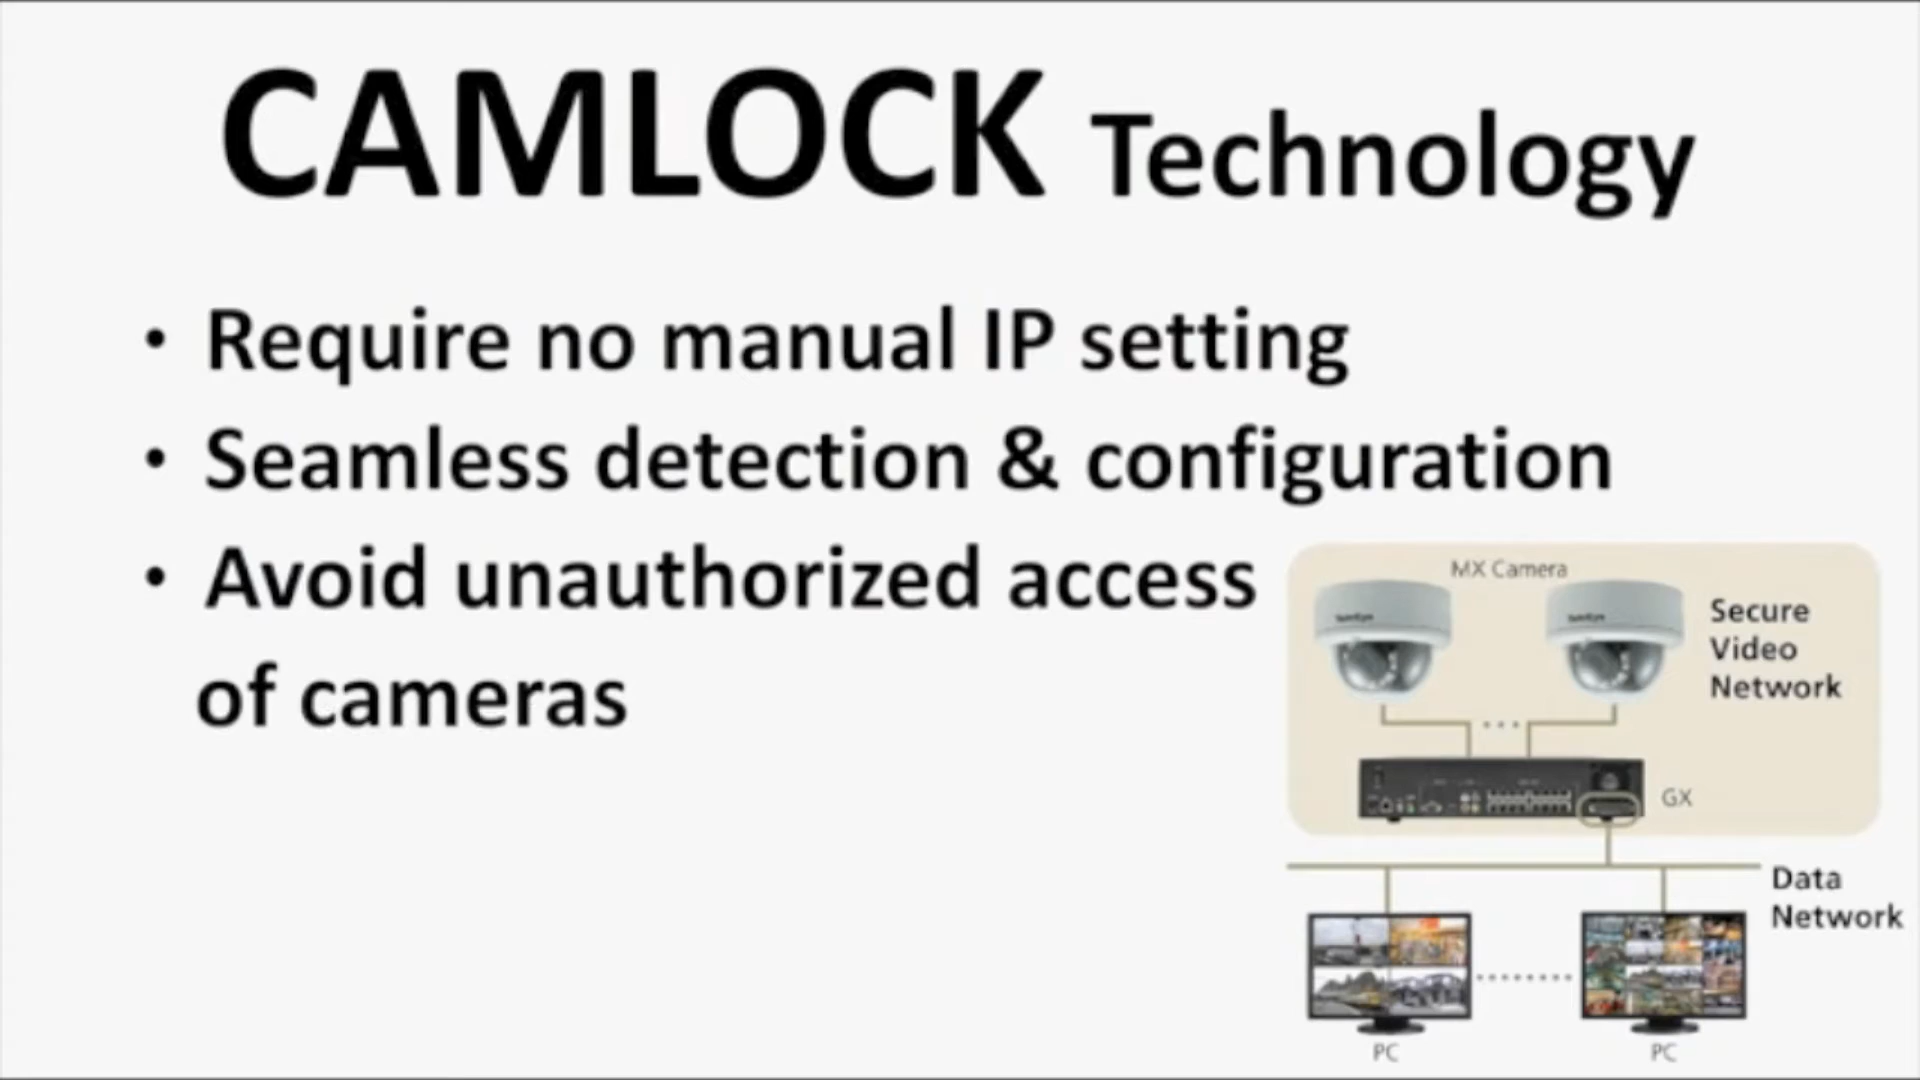 CAMLOCK Technology
• Require no manual IP setting
• Seamless detection & configuration
• Avoid unauthorized access
of cameras
MX Camera
Secure
Video
Network
GX
Data
Network
PC
PC